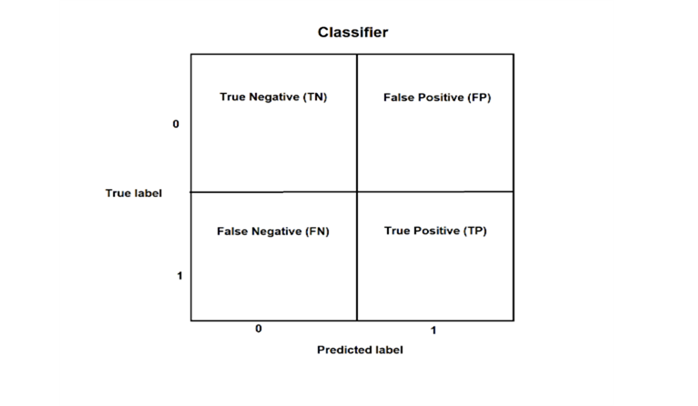 Classifier
True Negative (TN)
False Positive (FP)
0
True label
False Negative (FN)
True Positive (TP)
1
0
1
Predicted label